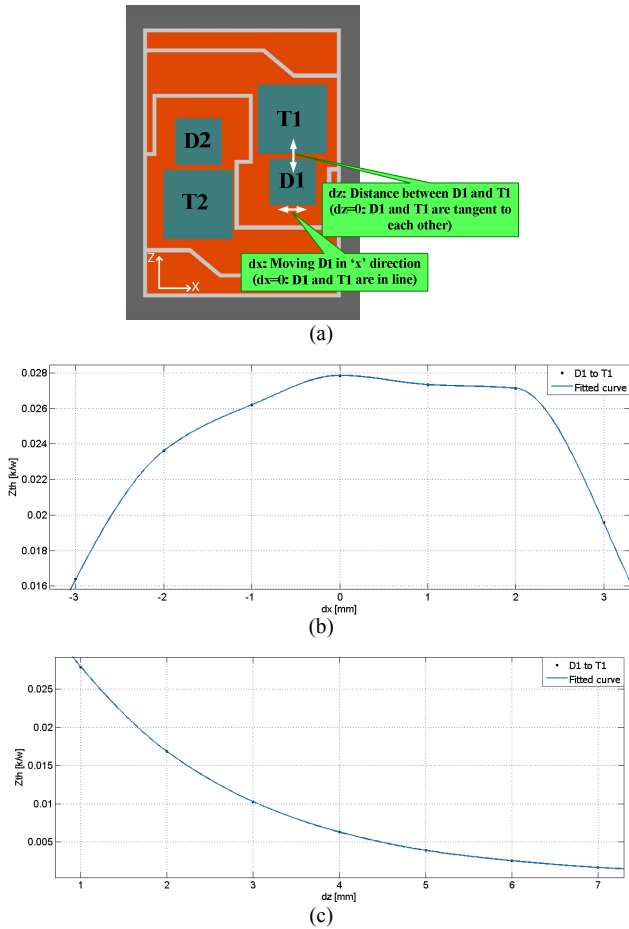 T1
D2
D1
T2
dz: Distance between D1 and T1
(dz=0: D1 and T1 are tangent to
each other)
dx: Moving D1 in ‘x’ direction
(dx=0: D1 and T1 are in line)
Z
X
(a)
0.028
0.026
0.024
0.022
0.02
0.018
0.016
Zth [k/w]
D1 to T1
Fitted curve
-3 -2 -1 0 1 2 3
dx [mm]
(b)
0.025
0.02
0.015
0.01
0.005
Zth [k/w]
D1 to T1
Fitted curve
1 2 3 4 5 6 7
dz [mm]
(c)